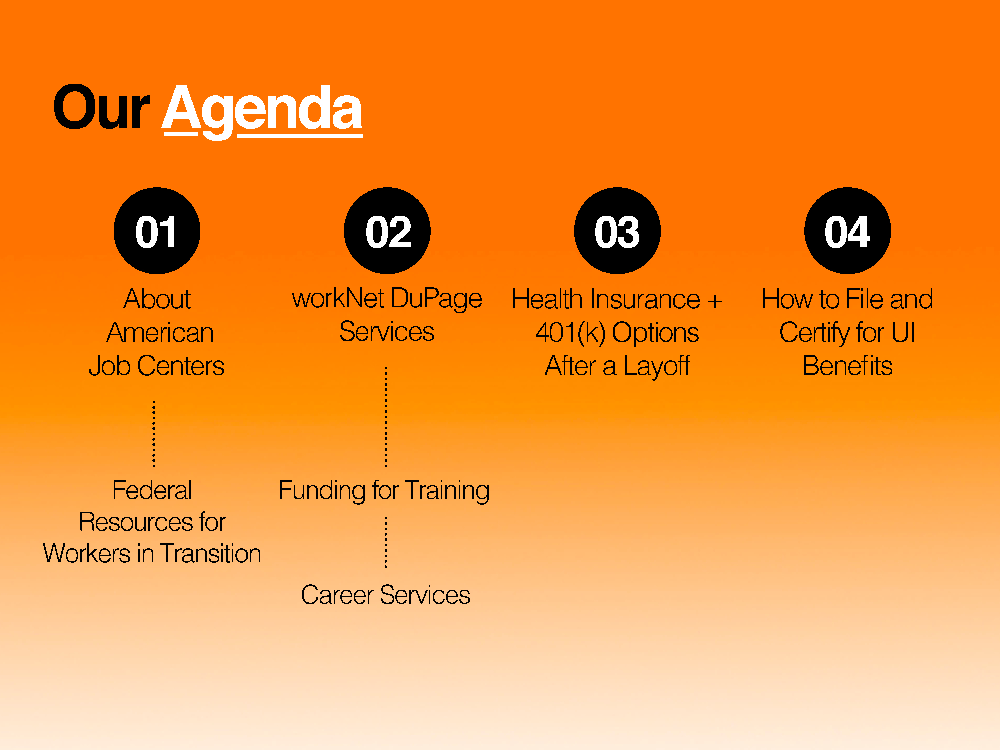 Our Agenda
01
About
American
Job Centers
Federal
Resources for
Workers in Transition
02
workNet DuPage
Services
Funding for Training
Career Services
03
Health Insurance +
401(k) Options
After a Layoff
04
How to File and
Certify for UI
Benefits